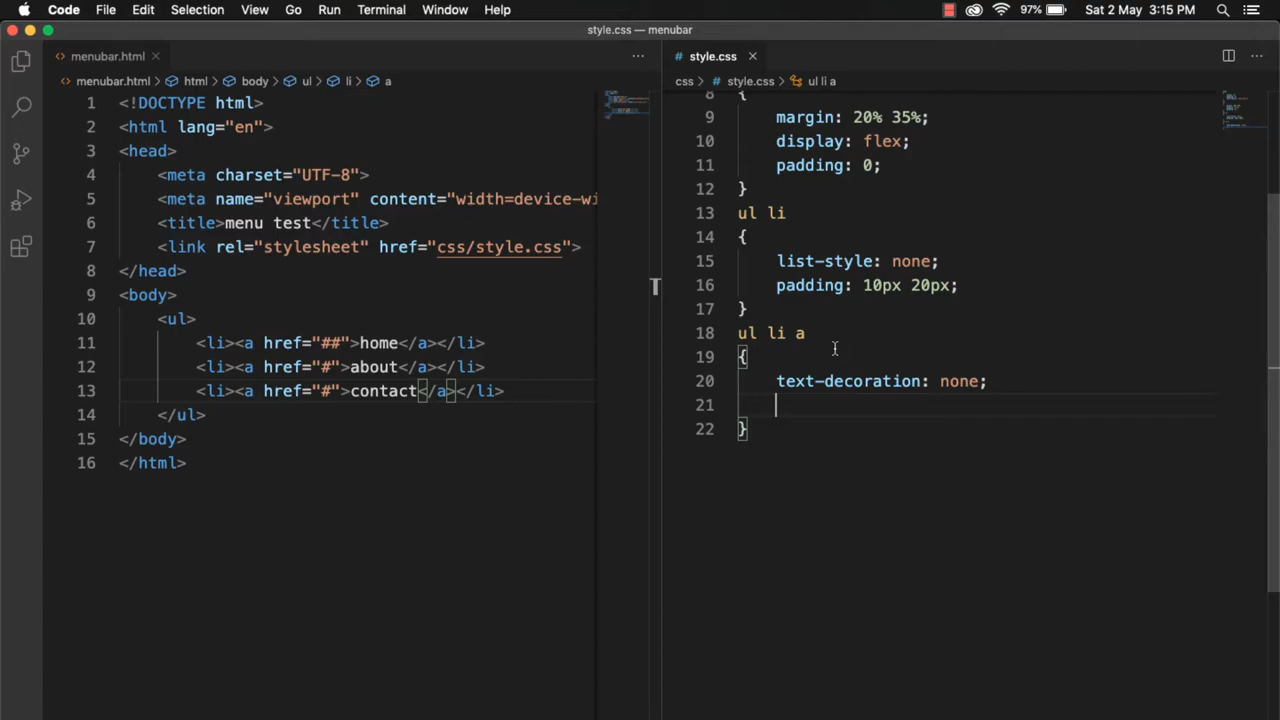 Code File Edit Selection View Go Run Terminal Window Help 97% Sat 2 May 3:15 PM
style.css — menubar
menubar.html
menubar.html > html > body > ul > li > a
1 <!DOCTYPE html>
2 <html lang="en">
3 <head>
4 <meta charset="UTF-8">
5 <meta name="viewport" content="width=device-wi
6 <title>menu test</title>
7 <link rel="stylesheet" href="css/style.css">
8 </head>
9 <body>
10 <ul>
11 <li><a href="##">home</a></li>
12 <li><a href="#">about</a></li>
13 <li><a href="#">contact</a></li>
14 </ul>
15 </body>
16 </html>
# style.css
css > # style.css > ul li a
8 {
9 margin: 20% 35%;
10 display: flex;
11 padding: 0;
12 }
13 ul li
14 {
15 list-style: none;
16 padding: 10px 20px;
17 }
18 ul li a
19 {
20 text-decoration: none;
21
22 }